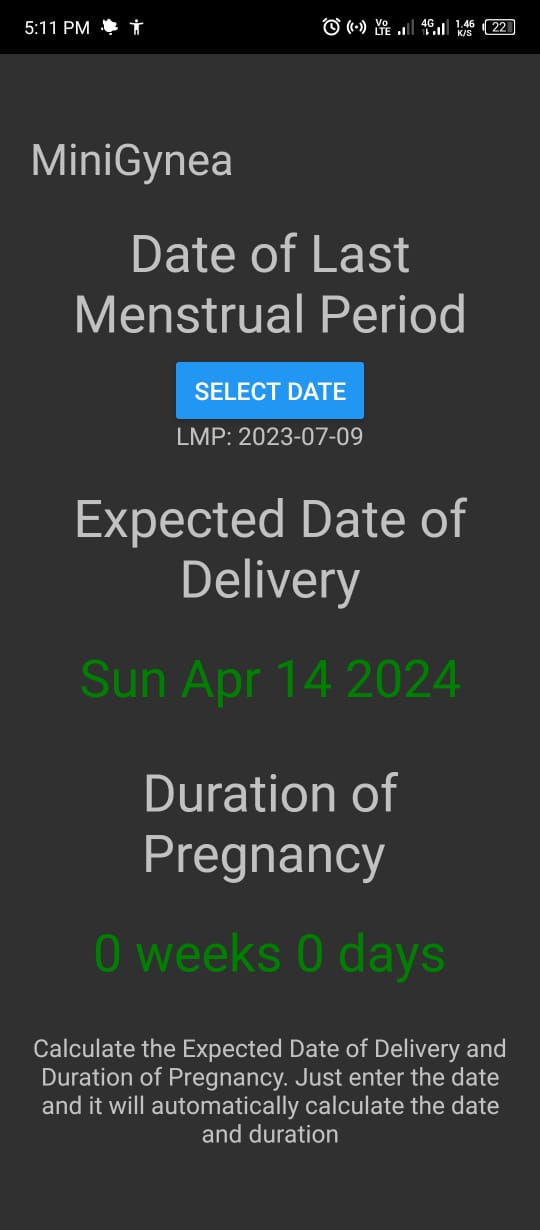 5:11 PM Vo LTE 4G 1.46 K/S 22
MiniGynea
Date of Last
Menstrual Period
SELECT DATE
LMP: 2023-07-09
Expected Date of
Delivery
Sun Apr 14 2024
Duration of
Pregnancy
0 weeks 0 days
Calculate the Expected Date of Delivery and
Duration of Pregnancy. Just enter the date
and it will automatically calculate the date
and duration